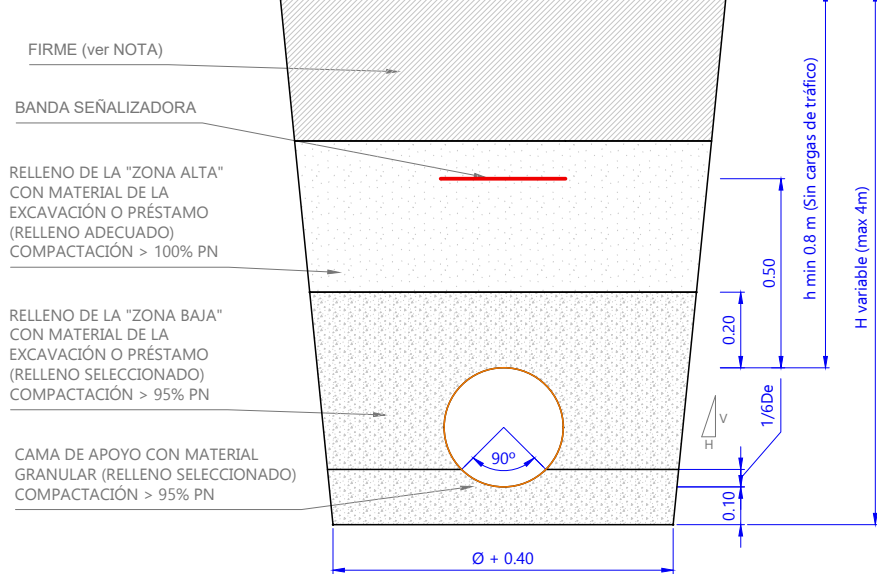 FIRME (ver NOTA)
BANDA SEÑALIZADORA
RELLENO DE LA "ZONA ALTA"
CON MATERIAL DE LA
EXCAVACIÓN O PRÉSTAMO
(RELLENO ADECUADO)
COMPACTACIÓN > 100% PN
RELLENO DE LA "ZONA BAJA"
CON MATERIAL DE LA
EXCAVACIÓN O PRÉSTAMO
(RELLENO SELECCIONADO)
COMPACTACIÓN > 95% PN
CAMA DE APOYO CON MATERIAL
GRANULAR (RELLENO SELECCIONADO)
COMPACTACIÓN > 95% PN
90º
Ø + 0.40
V
H
0.20
0.10
0.50
1/6De
h min 0.8 m (Sin cargas de tráfico)
H variable (max 4m)